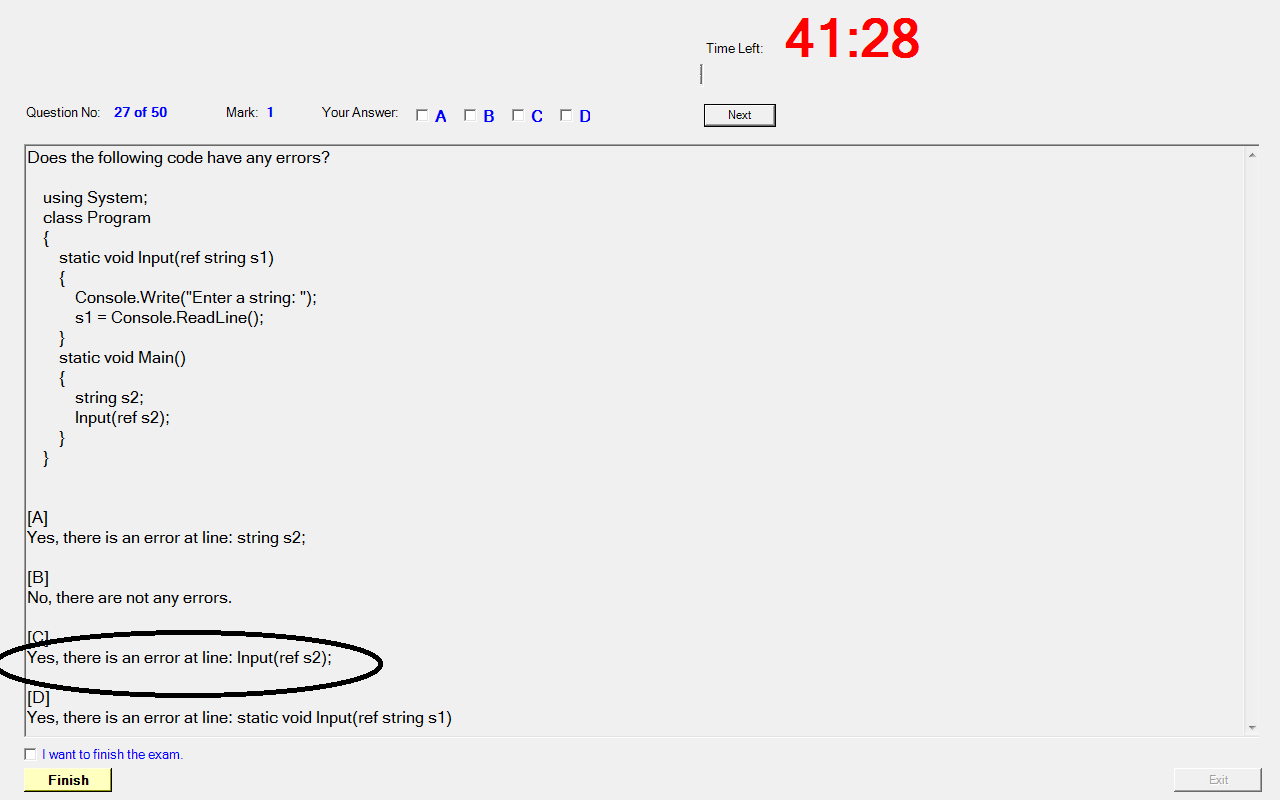 Time Left: 41:28
Question No: 27 of 50 Mark: 1 Your Answer: A B C D Next
Does the following code have any errors?
using System;
class Program
{
static void Input(ref string s1)
{
Console.Write("Enter a string: ");
s1 = Console.ReadLine();
}
static void Main()
{
string s2;
Input(ref s2);
}
}
[A]
Yes, there is an error at line: string s2;
[B]
No, there are not any errors.
[C]
Yes, there is an error at line: Input(ref s2);
[D]
Yes, there is an error at line: static void Input(ref string s1)
I want to finish the exam.
Finish Exit